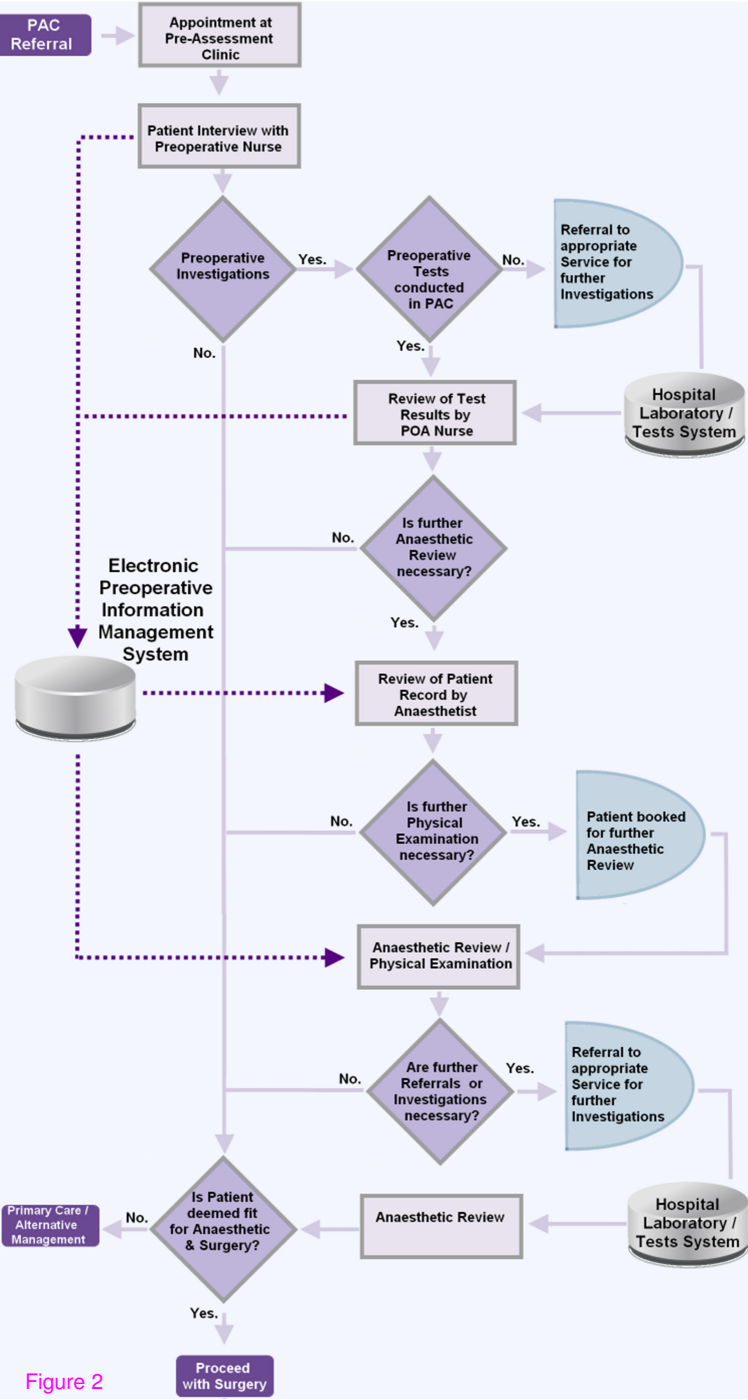 PAC
Referral
Appointment at
Pre-Assessment
Clinic
Patient Interview with
Preoperative Nurse
Preoperative
Investigations
Yes.
Preoperative
Tests
conducted
in PAC
No.
Referral to
appropriate
Service for
further
Investigations
No.
Yes.
Review of Test
Results by
POA Nurse
Hospital
Laboratory /
Tests System
Is further
Anaesthetic
Review
necessary?
No.
Yes.
Electronic
Preoperative
Information
Management
System
Review of Patient
Record by
Anaesthetist
No.
Is further
Physical
Examination
necessary?
Yes.
Patient booked
for further
Anaesthetic
Review
Anaesthetic Review /
Physical Examination
No.
Are further
Referrals or
Investigations
necessary?
Yes.
Referral to
appropriate
Service for
further
Investigations
Primary Care /
Alternative
Management
No.
Is Patient
deemed fit
for Anaesthetic
& Surgery?
Anaesthetic Review
Hospital
Laboratory /
Tests System
Yes.
Proceed
with Surgery
Figure 2